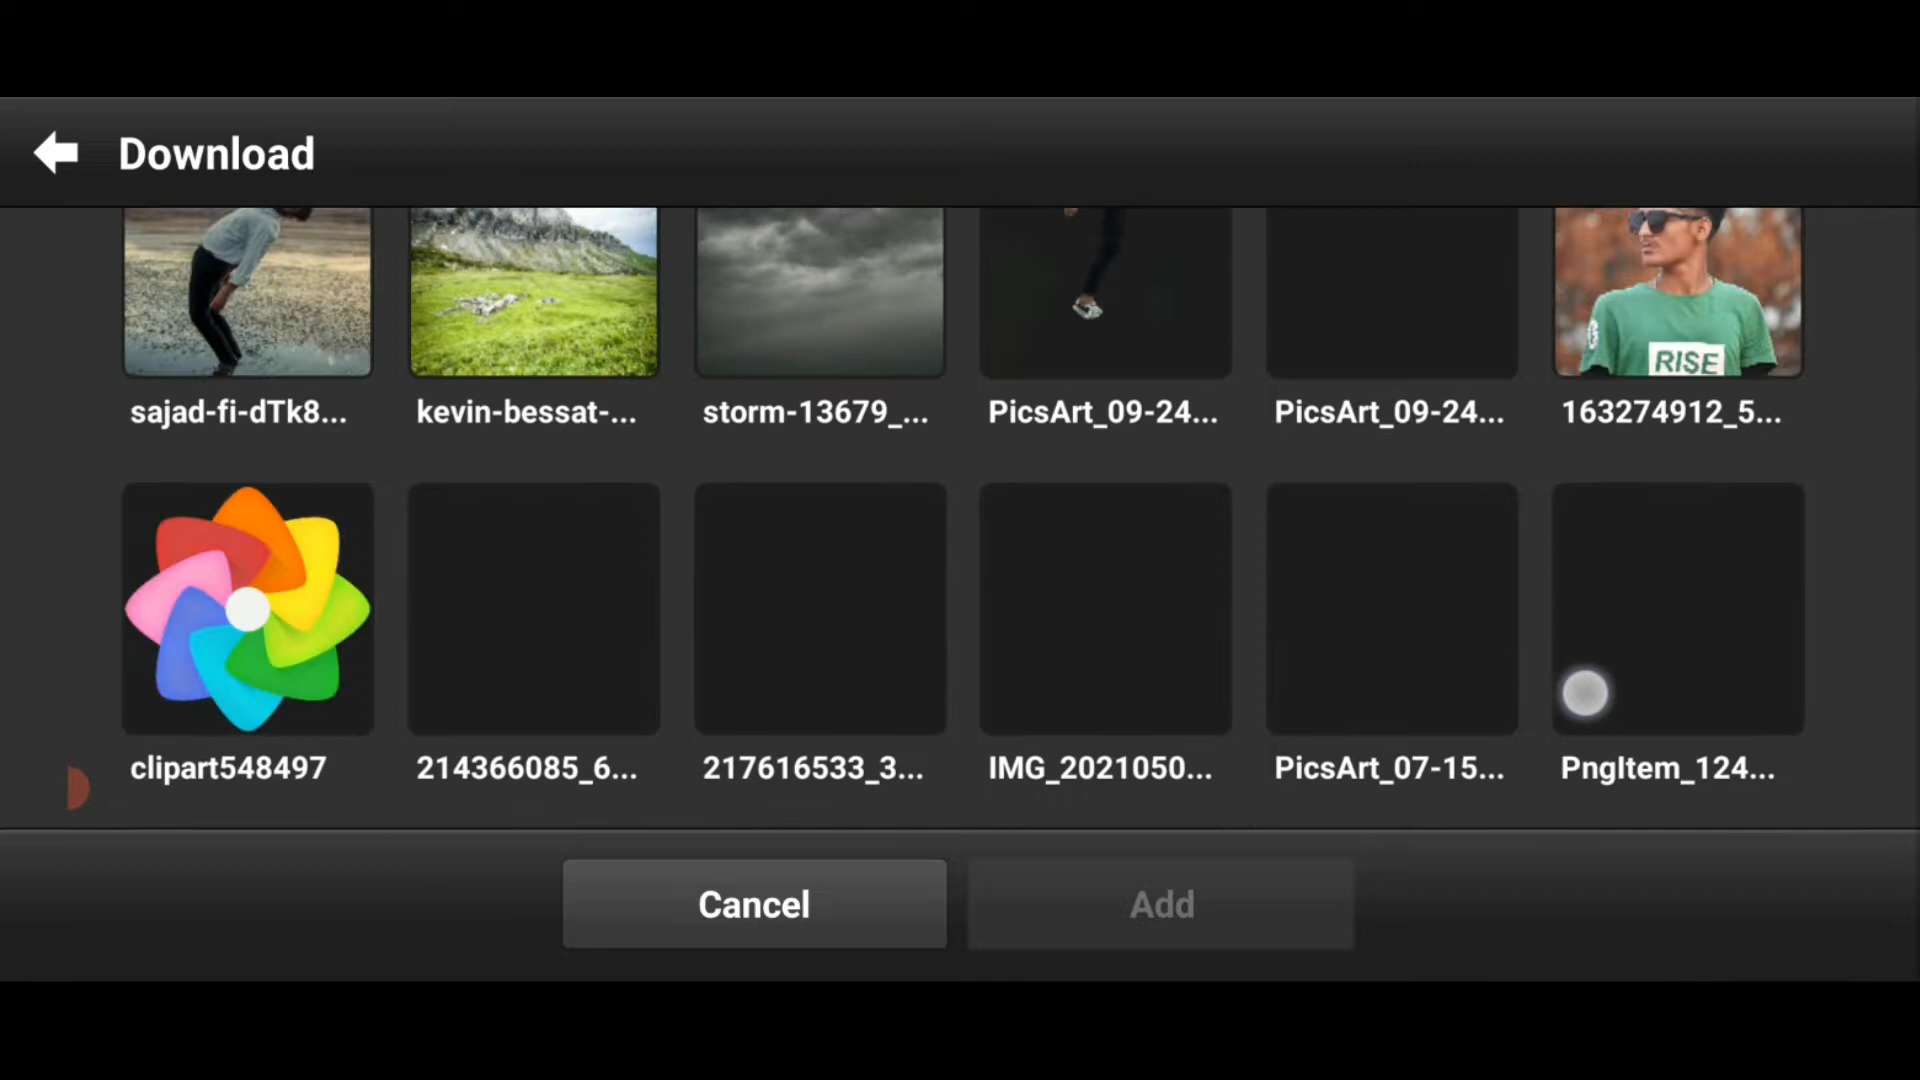 Download
RISE
sajad-fi-dTk8...
kevin-bessat-...
storm-13679_...
PicsArt_09-24...
PicsArt_09-24...
163274912_5...
clipart548497
214366085_6...
217616533_3...
IMG_2021050...
PicsArt_07-15...
PngItem_124...
Cancel
Add